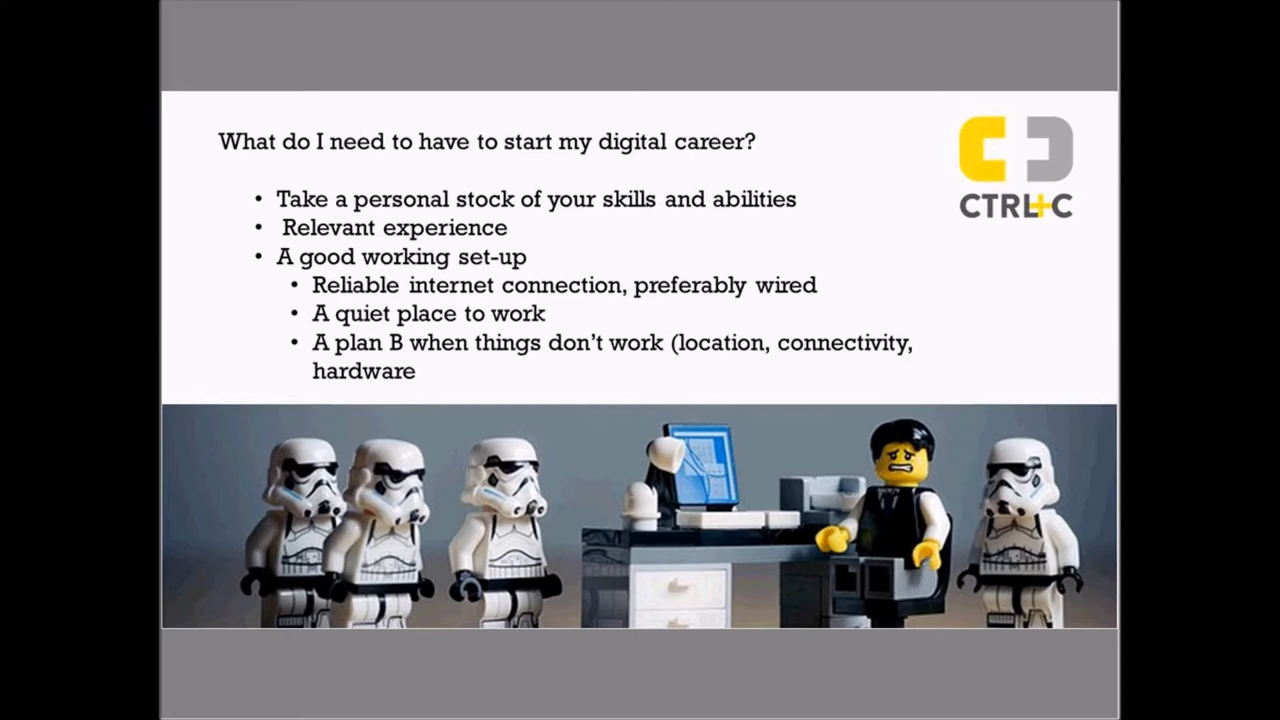 What do I need to have to start my digital career?
• Take a personal stock of your skills and abilities
• Relevant experience
• A good working set-up
• Reliable internet connection, preferably wired
• A quiet place to work
• A plan B when things don't work (location, connectivity,
hardware
CTRL+C